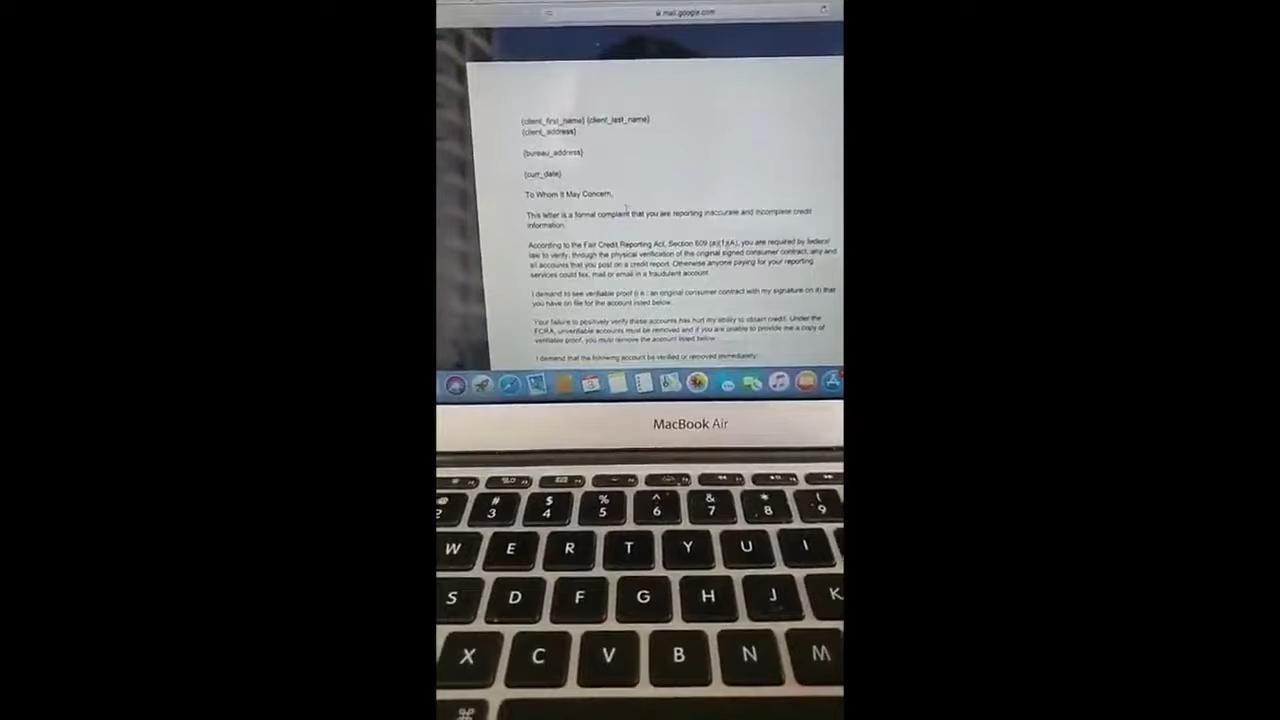 mail.google.com
{client_first_name} {client_last_name}
{client_address}
{bureau_address}
{curr_date}
To Whom It May Concern,
This letter is a formal complaint that you are reporting inaccurate and incomplete credit
information.
According to the Fair Credit Reporting Act, Section 609 (a)(1)(A), you are required by federal
law to verify, through the physical verification of the original signed consumer contract, any and
all accounts that you post on a credit report. Otherwise anyone paying for your reporting
services could fax, mail or email in a fraudulent account.
I demand to see verifiable proof (i.e.: an original consumer contract with my signature on it) that
you have on file for the account listed below.
Your failure to positively verify these accounts has hurt my ability to obtain credit. Under the
FCRA, unverifiable accounts must be removed and if you are unable to provide me a copy of
verifiable proof, you must remove the account listed below.
I demand that the following account be verified or removed immediately.
3
MacBook Air
@ # $ % ^ & * (
2 3 4 5 6 7 8 9
W E R T Y U I
S D F G H J K
X C V B N M
⌘